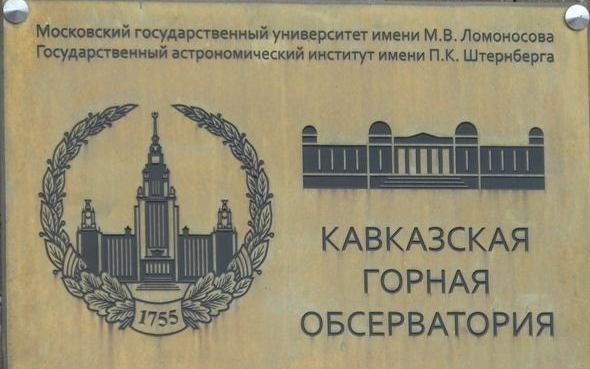 Московский государственный университет имени М.В. Ломоносова
Государственный астрономический институт имени П.К. Штернберга
КАВКАЗСКАЯ
ГОРНАЯ
ОБСЕРВАТОРИЯ
1755